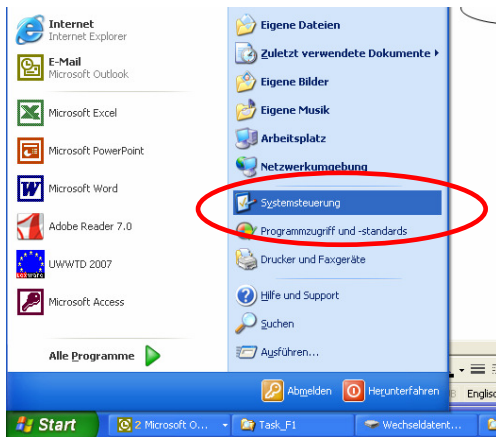 Internet
Internet Explorer
E-Mail
Microsoft Outlook
Microsoft Excel
Microsoft PowerPoint
Microsoft Word
Adobe Reader 7.0
UWWTD 2007
Microsoft Access
Alle Programme
Eigene Dateien
Zuletzt verwendete Dokumente
Eigene Bilder
Eigene Musik
Arbeitsplatz
Netzwerkumgebung
Systemsteuerung
Programmzugriff und -standards
Drucker und Faxgeräte
Hilfe und Support
Suchen
Ausführen...
Abmelden
Herunterfahren
Englisc
Start
2 Microsoft O...
Task_F1
Wechseldatent...